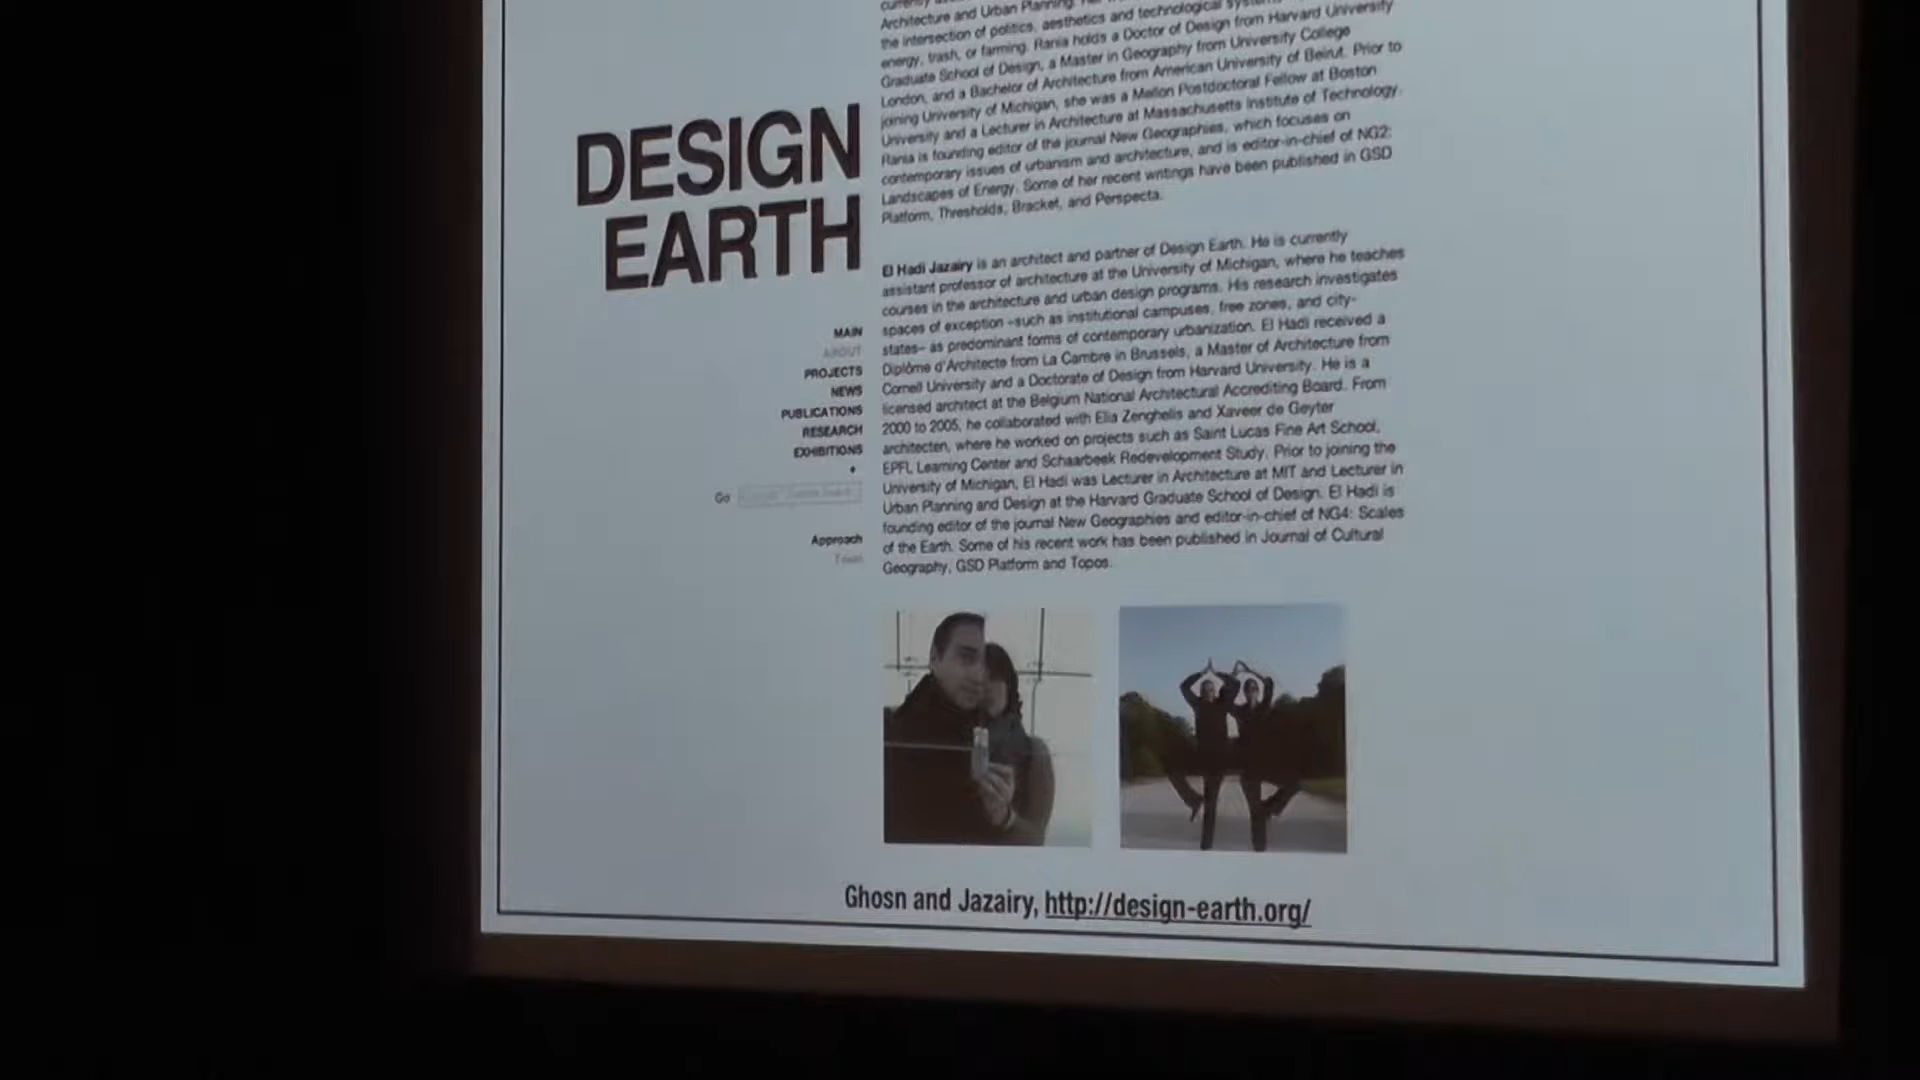 Architecture and Urban Planning.
the intersection of politics, aesthetics and technological
energy, trash, or farming. Rania holds a Doctor of Design from Harvard University
Graduate School of Design, a Master in Geography from University College
London, and a Bachelor of Architecture from American University of Beirut. Prior to
joining University of Michigan, she was a Mellon Postdoctoral Fellow at Boston
University and a Lecturer in Architecture at Massachusetts Institute of Technology.
Rania is founding editor of the journal New Geographies, which focuses on
contemporary issues of urbanism and architecture, and is editor-in-chief of NG2:
Landscapes of Energy. Some of her recent writings have been published in GSD
Platform, Thresholds, Bracket, and Perspecta.
DESIGN
EARTH
MAIN
ABOUT
PROJECTS
NEWS
PUBLICATIONS
RESEARCH
EXHIBITIONS
Go
Approach
Team
El Hadi Jazairy is an architect and partner of Design Earth. He is currently
assistant professor of architecture at the University of Michigan, where he teaches
courses in the architecture and urban design programs. His research investigates
spaces of exception –such as institutional campuses, free zones, and city-
states– as predominant forms of contemporary urbanization. El Hadi received a
Diplôme d'Architecte from La Cambre in Brussels, a Master of Architecture from
Cornell University and a Doctorate of Design from Harvard University. He is a
licensed architect at the Belgium National Architectural Accrediting Board. From
2000 to 2005, he collaborated with Elia Zenghelis and Xaveer de Geyter
architecten, where he worked on projects such as Saint Lucas Fine Art School,
EPFL Learning Center and Schaarbeek Redevelopment Study. Prior to joining the
University of Michigan, El Hadi was Lecturer in Architecture at MIT and Lecturer in
Urban Planning and Design at the Harvard Graduate School of Design. El Hadi is
founding editor of the journal New Geographies and editor-in-chief of NG4: Scales
of the Earth. Some of his recent work has been published in Journal of Cultural
Geography, GSD Platform and Topos.
Ghosn and Jazairy, http://design-earth.org/